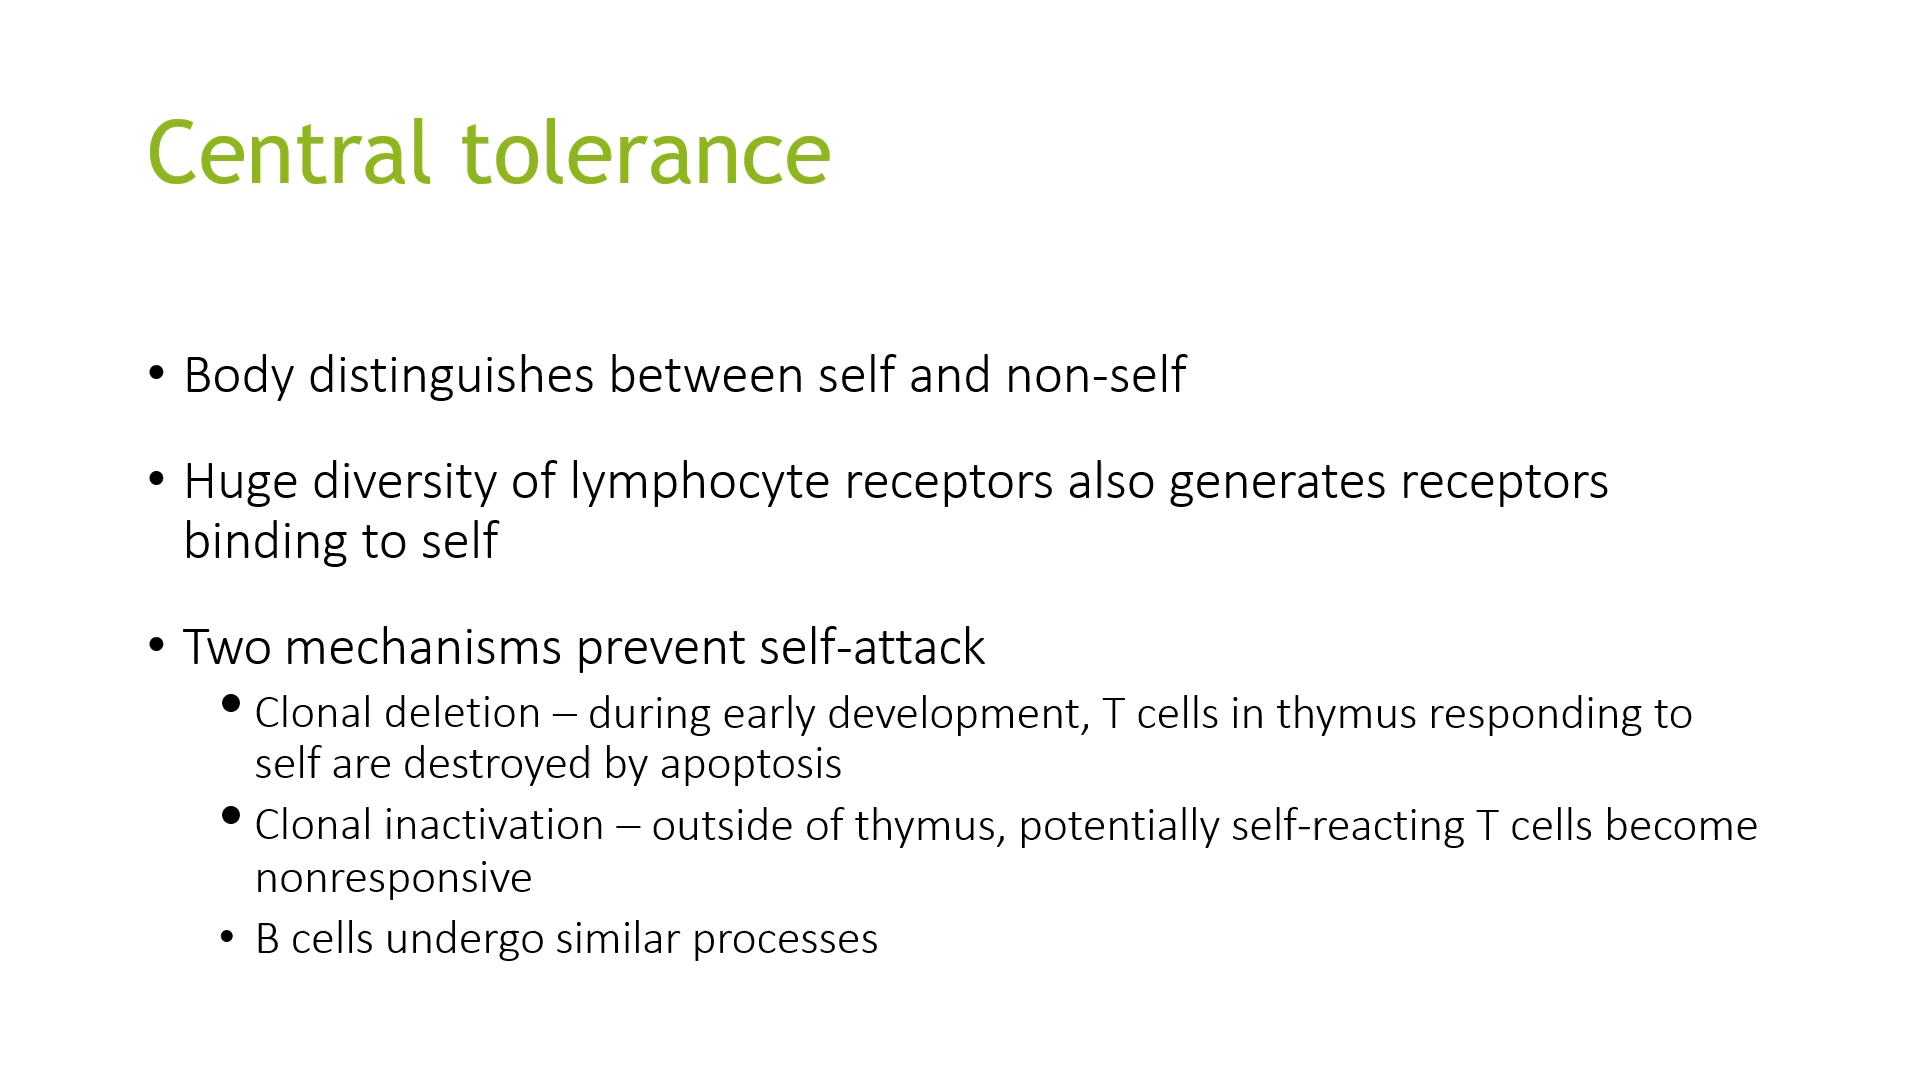 Central tolerance
• Body distinguishes between self and non-self
• Huge diversity of lymphocyte receptors also generates receptors
binding to self
• Two mechanisms prevent self-attack
• Clonal deletion – during early development, T cells in thymus responding to
self are destroyed by apoptosis
• Clonal inactivation – outside of thymus, potentially self-reacting T cells become
nonresponsive
• B cells undergo similar processes